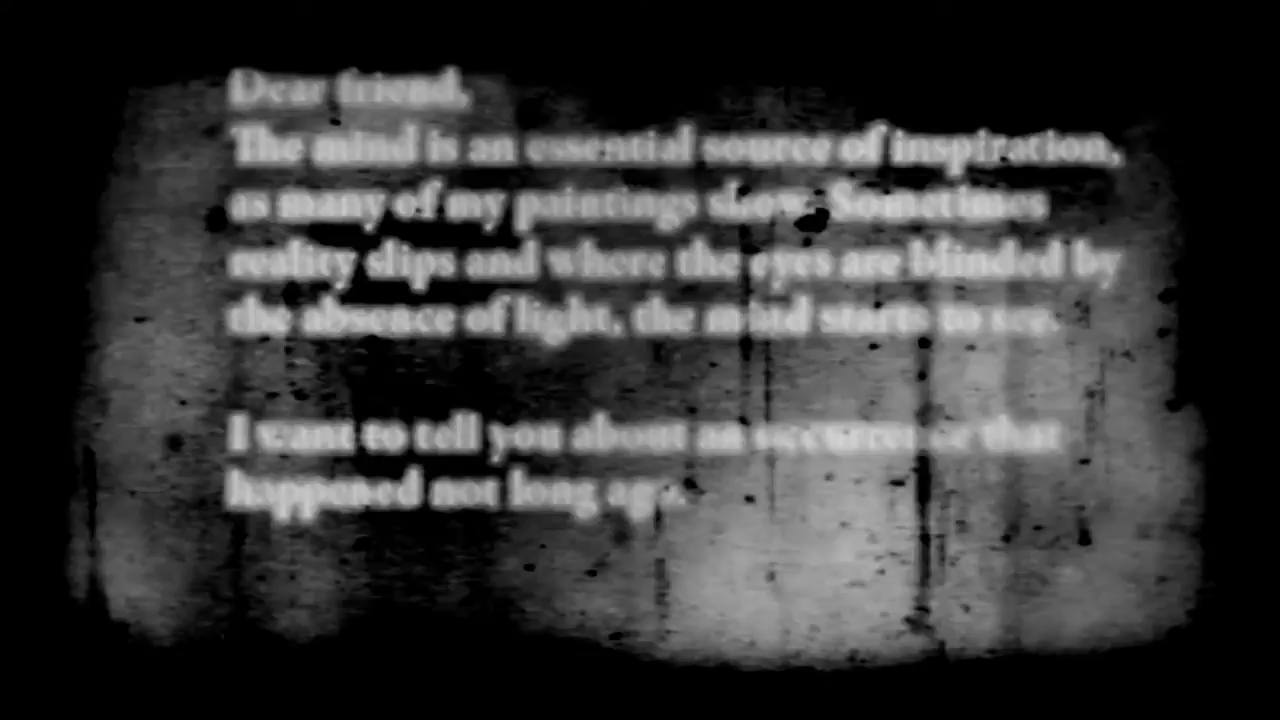 Dear friend,
The mind is an essential source of inspiration,
as many of my paintings show. Sometimes
reality dips and where the eyes are blinded by
the absence of light, the mind starts to see.
I want to tell you about an occurrence that
happened not long ago.